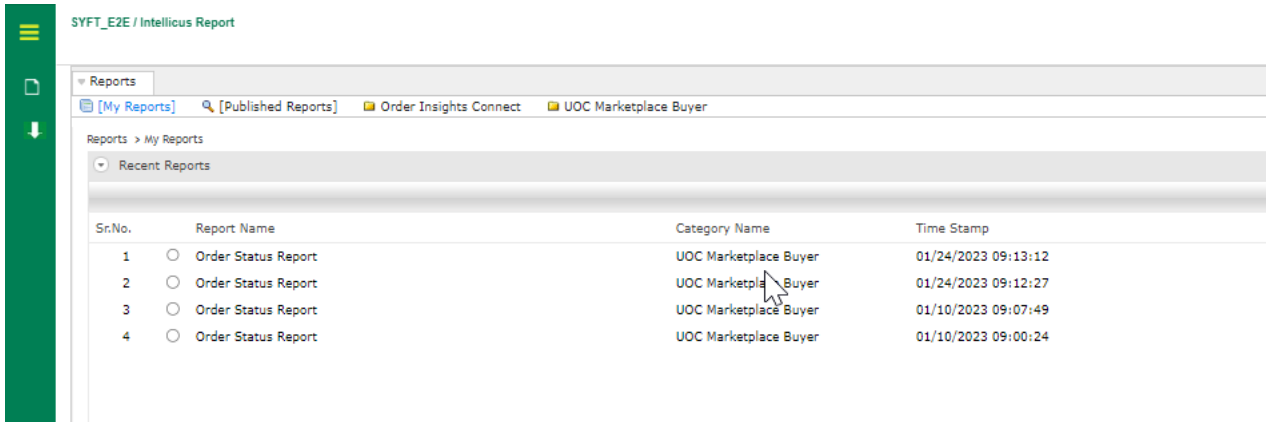 SYFT_E2E / Intellicus Report
Reports
[My Reports] [Published Reports] Order Insights Connect UOC Marketplace Buyer
Reports > My Reports
Recent Reports
Sr.No. Report Name Category Name Time Stamp
1 Order Status Report UOC Marketplace Buyer 01/24/2023 09:13:12
2 Order Status Report UOC Marketplace Buyer 01/24/2023 09:12:27
3 Order Status Report UOC Marketplace Buyer 01/10/2023 09:07:49
4 Order Status Report UOC Marketplace Buyer 01/10/2023 09:00:24